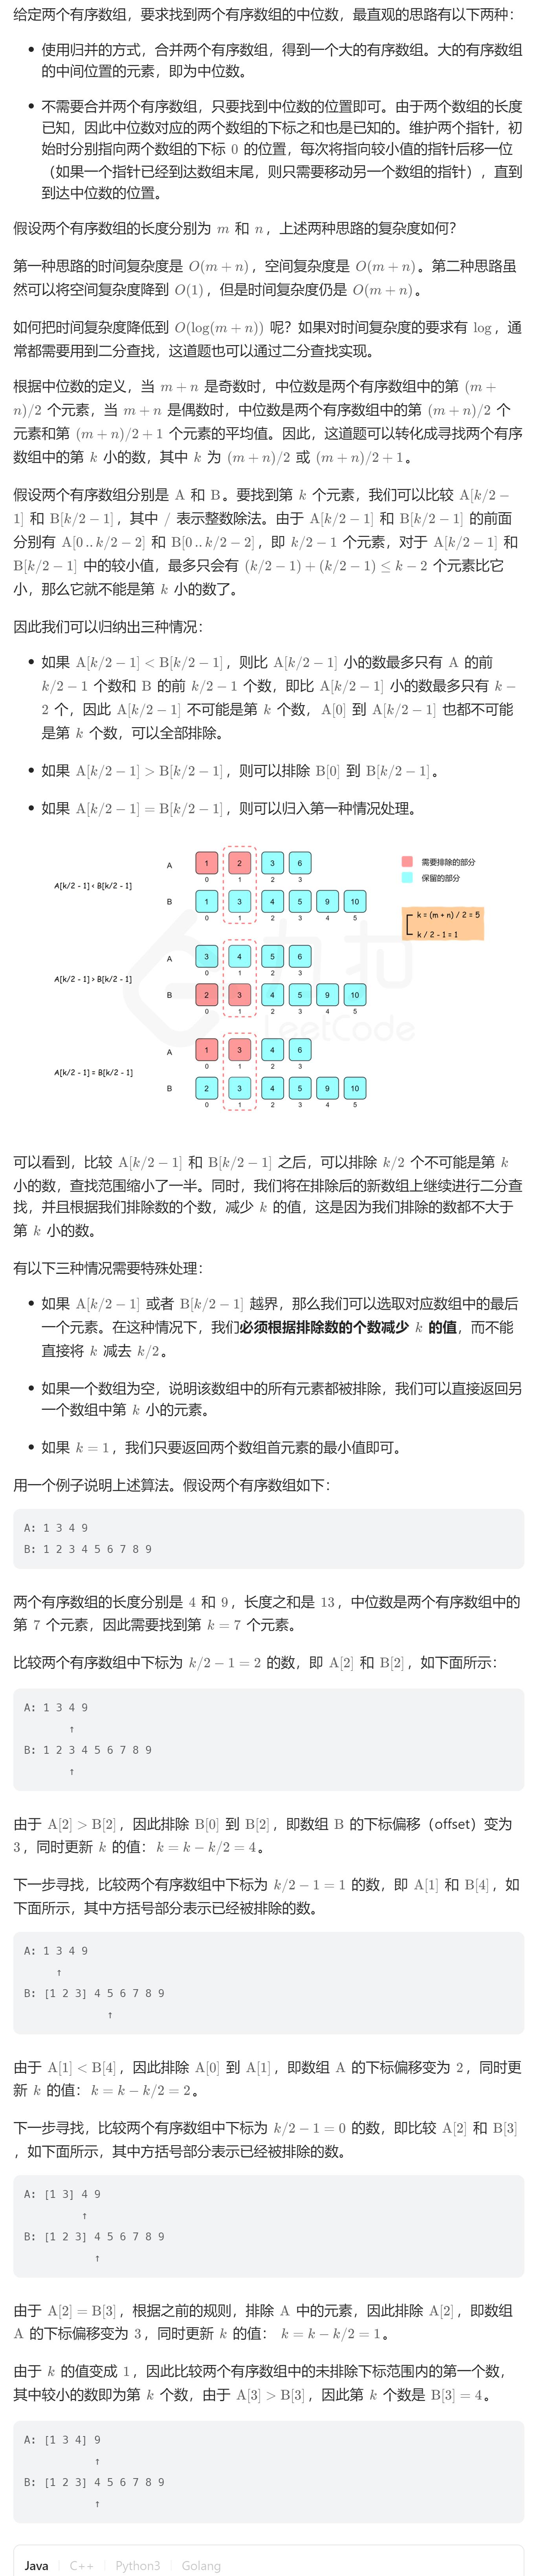 给定两个有序数组，要求找到两个有序数组的中位数，最直观的思路有以下两种：
• 使用归并的方式，合并两个有序数组，得到一个大的有序数组。大的有序数组
的中间位置的元素，即为中位数。
• 不需要合并两个有序数组，只要找到中位数的位置即可。由于两个数组的长度
已知，因此中位数对应的两个数组的下标之和也是已知的。维护两个指针，初
始时分别指向两个数组的下标 0 的位置，每次将指向较小值的指针后移一位
（如果一个指针已经到达数组末尾，则只需要移动另一个数组的指针），直到
到达中位数的位置。
假设两个有序数组的长度分别为 m 和 n，上述两种思路的复杂度如何？
第一种思路的时间复杂度是 O(m + n)，空间复杂度是 O(m + n)。第二种思路虽
然可以将空间复杂度降到 O(1)，但是时间复杂度仍是 O(m + n)。
如何把时间复杂度降低到 O(log(m + n)) 呢？如果对时间复杂度的要求有 log，通
常都需要用到二分查找，这道题也可以通过二分查找实现。
根据中位数的定义，当 m + n 是奇数时，中位数是两个有序数组中的第 (m +
n)/2 个元素，当 m + n 是偶数时，中位数是两个有序数组中的第 (m + n)/2 个
元素和第 (m + n)/2 + 1 个元素的平均值。因此，这道题可以转化成寻找两个有序
数组中的第 k 小的数，其中 k 为 (m + n)/2 或 (m + n)/2 + 1。
假设两个有序数组分别是 A 和 B。要找到第 k 个元素，我们可以比较 A[k/2 −
1] 和 B[k/2 − 1]，其中 / 表示整数除法。由于 A[k/2 − 1] 和 B[k/2 − 1] 的前面
分别有 A[0 .. k/2 − 2] 和 B[0 .. k/2 − 2]，即 k/2 − 1 个元素，对于 A[k/2 − 1] 和
B[k/2 − 1] 中的较小值，最多只会有 (k/2 − 1) + (k/2 − 1) ≤ k − 2 个元素比它
小，那么它就不能是第 k 小的数了。
因此我们可以归纳出三种情况：
• 如果 A[k/2 − 1] < B[k/2 − 1]，则比 A[k/2 − 1] 小的数最多只有 A 的前
k/2 − 1 个数和 B 的前 k/2 − 1 个数，即比 A[k/2 − 1] 小的数最多只有 k −
2 个，因此 A[k/2 − 1] 不可能是第 k 个数，A[0] 到 A[k/2 − 1] 也都不可能
是第 k 个数，可以全部排除。
• 如果 A[k/2 − 1] > B[k/2 − 1]，则可以排除 B[0] 到 B[k/2 − 1]。
• 如果 A[k/2 − 1] = B[k/2 − 1]，则可以归入第一种情况处理。
A 1 2 3 6
0 1 2 3
A[k/2 - 1] < B[k/2 - 1]
B 1 3 4 5 9 10
0 1 2 3 4 5
需要排除的部分
保留的部分
k = (m + n) / 2 = 5
k / 2 - 1 = 1
A 3 4 5 6
0 1 2 3
A[k/2 - 1] > B[k/2 - 1]
B 2 3 4 5 9 10
0 1 2 3 4 5
A 1 3 4 6
0 1 2 3
A[k/2 - 1] = B[k/2 - 1]
B 2 3 4 5 9 10
0 1 2 3 4 5
力扣
LeetCode
可以看到，比较 A[k/2 − 1] 和 B[k/2 − 1] 之后，可以排除 k/2 个不可能是第 k
小的数，查找范围缩小了一半。同时，我们将在排除后的新数组上继续进行二分查
找，并且根据我们排除数的个数，减少 k 的值，这是因为我们排除的数都不大于
第 k 小的数。
有以下三种情况需要特殊处理：
• 如果 A[k/2 − 1] 或者 B[k/2 − 1] 越界，那么我们可以选取对应数组中的最后
一个元素。在这种情况下，我们必须根据排除数的个数减少 k 的值，而不能
直接将 k 减去 k/2。
• 如果一个数组为空，说明该数组中的所有元素都被排除，我们可以直接返回另
一个数组中第 k 小的元素。
• 如果 k = 1，我们只要返回两个数组首元素的最小值即可。
用一个例子说明上述算法。假设两个有序数组如下：
A: 1 3 4 9
B: 1 2 3 4 5 6 7 8 9
两个有序数组的长度分别是 4 和 9，长度之和是 13，中位数是两个有序数组中的
第 7 个元素，因此需要找到第 k = 7 个元素。
比较两个有序数组中下标为 k/2 − 1 = 2 的数，即 A[2] 和 B[2]，如下面所示：
A: 1 3 4 9
↑
B: 1 2 3 4 5 6 7 8 9
↑
由于 A[2] > B[2]，因此排除 B[0] 到 B[2]，即数组 B 的下标偏移（offset）变为
3，同时更新 k 的值：k = k − k/2 = 4。
下一步寻找，比较两个有序数组中下标为 k/2 − 1 = 1 的数，即 A[1] 和 B[4]，如
下面所示，其中方括号部分表示已经被排除的数。
A: 1 3 4 9
↑
B: [1 2 3] 4 5 6 7 8 9
↑
由于 A[1] < B[4]，因此排除 A[0] 到 A[1]，即数组 A 的下标偏移变为 2，同时更
新 k 的值：k = k − k/2 = 2。
下一步寻找，比较两个有序数组中下标为 k/2 − 1 = 0 的数，即比较 A[2] 和 B[3]
，如下面所示，其中方括号部分表示已经被排除的数。
A: [1 3] 4 9
↑
B: [1 2 3] 4 5 6 7 8 9
↑
由于 A[2] = B[3]，根据之前的规则，排除 A 中的元素，因此排除 A[2]，即数组
A 的下标偏移变为 3，同时更新 k 的值： k = k − k/2 = 1。
由于 k 的值变成 1，因此比较两个有序数组中的未排除下标范围内的第一个数，
其中较小的数即为第 k 个数，由于 A[3] > B[3]，因此第 k 个数是 B[3] = 4。
A: [1 3 4] 9
↑
B: [1 2 3] 4 5 6 7 8 9
↑
Java C++ Python3 Golang